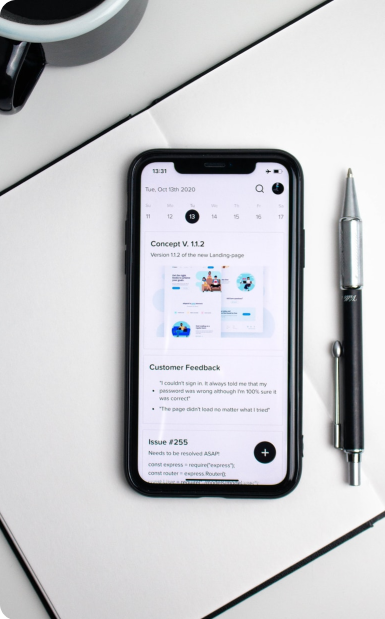 13:31
Tue, Oct 13th 2020
11 12 13 14 15 16 17
Concept V. 1.1.2
Version 1.1.2 of the new Landing-page
Customer Feedback
"I couldn't sign in. It always told me that my
password was wrong although I'm 100% sure it
was correct"
"The page didn't load no matter what I tried"
Issue #255
Needs to be resolved ASAP!
+
const express = require("express");
const router = express.Router();